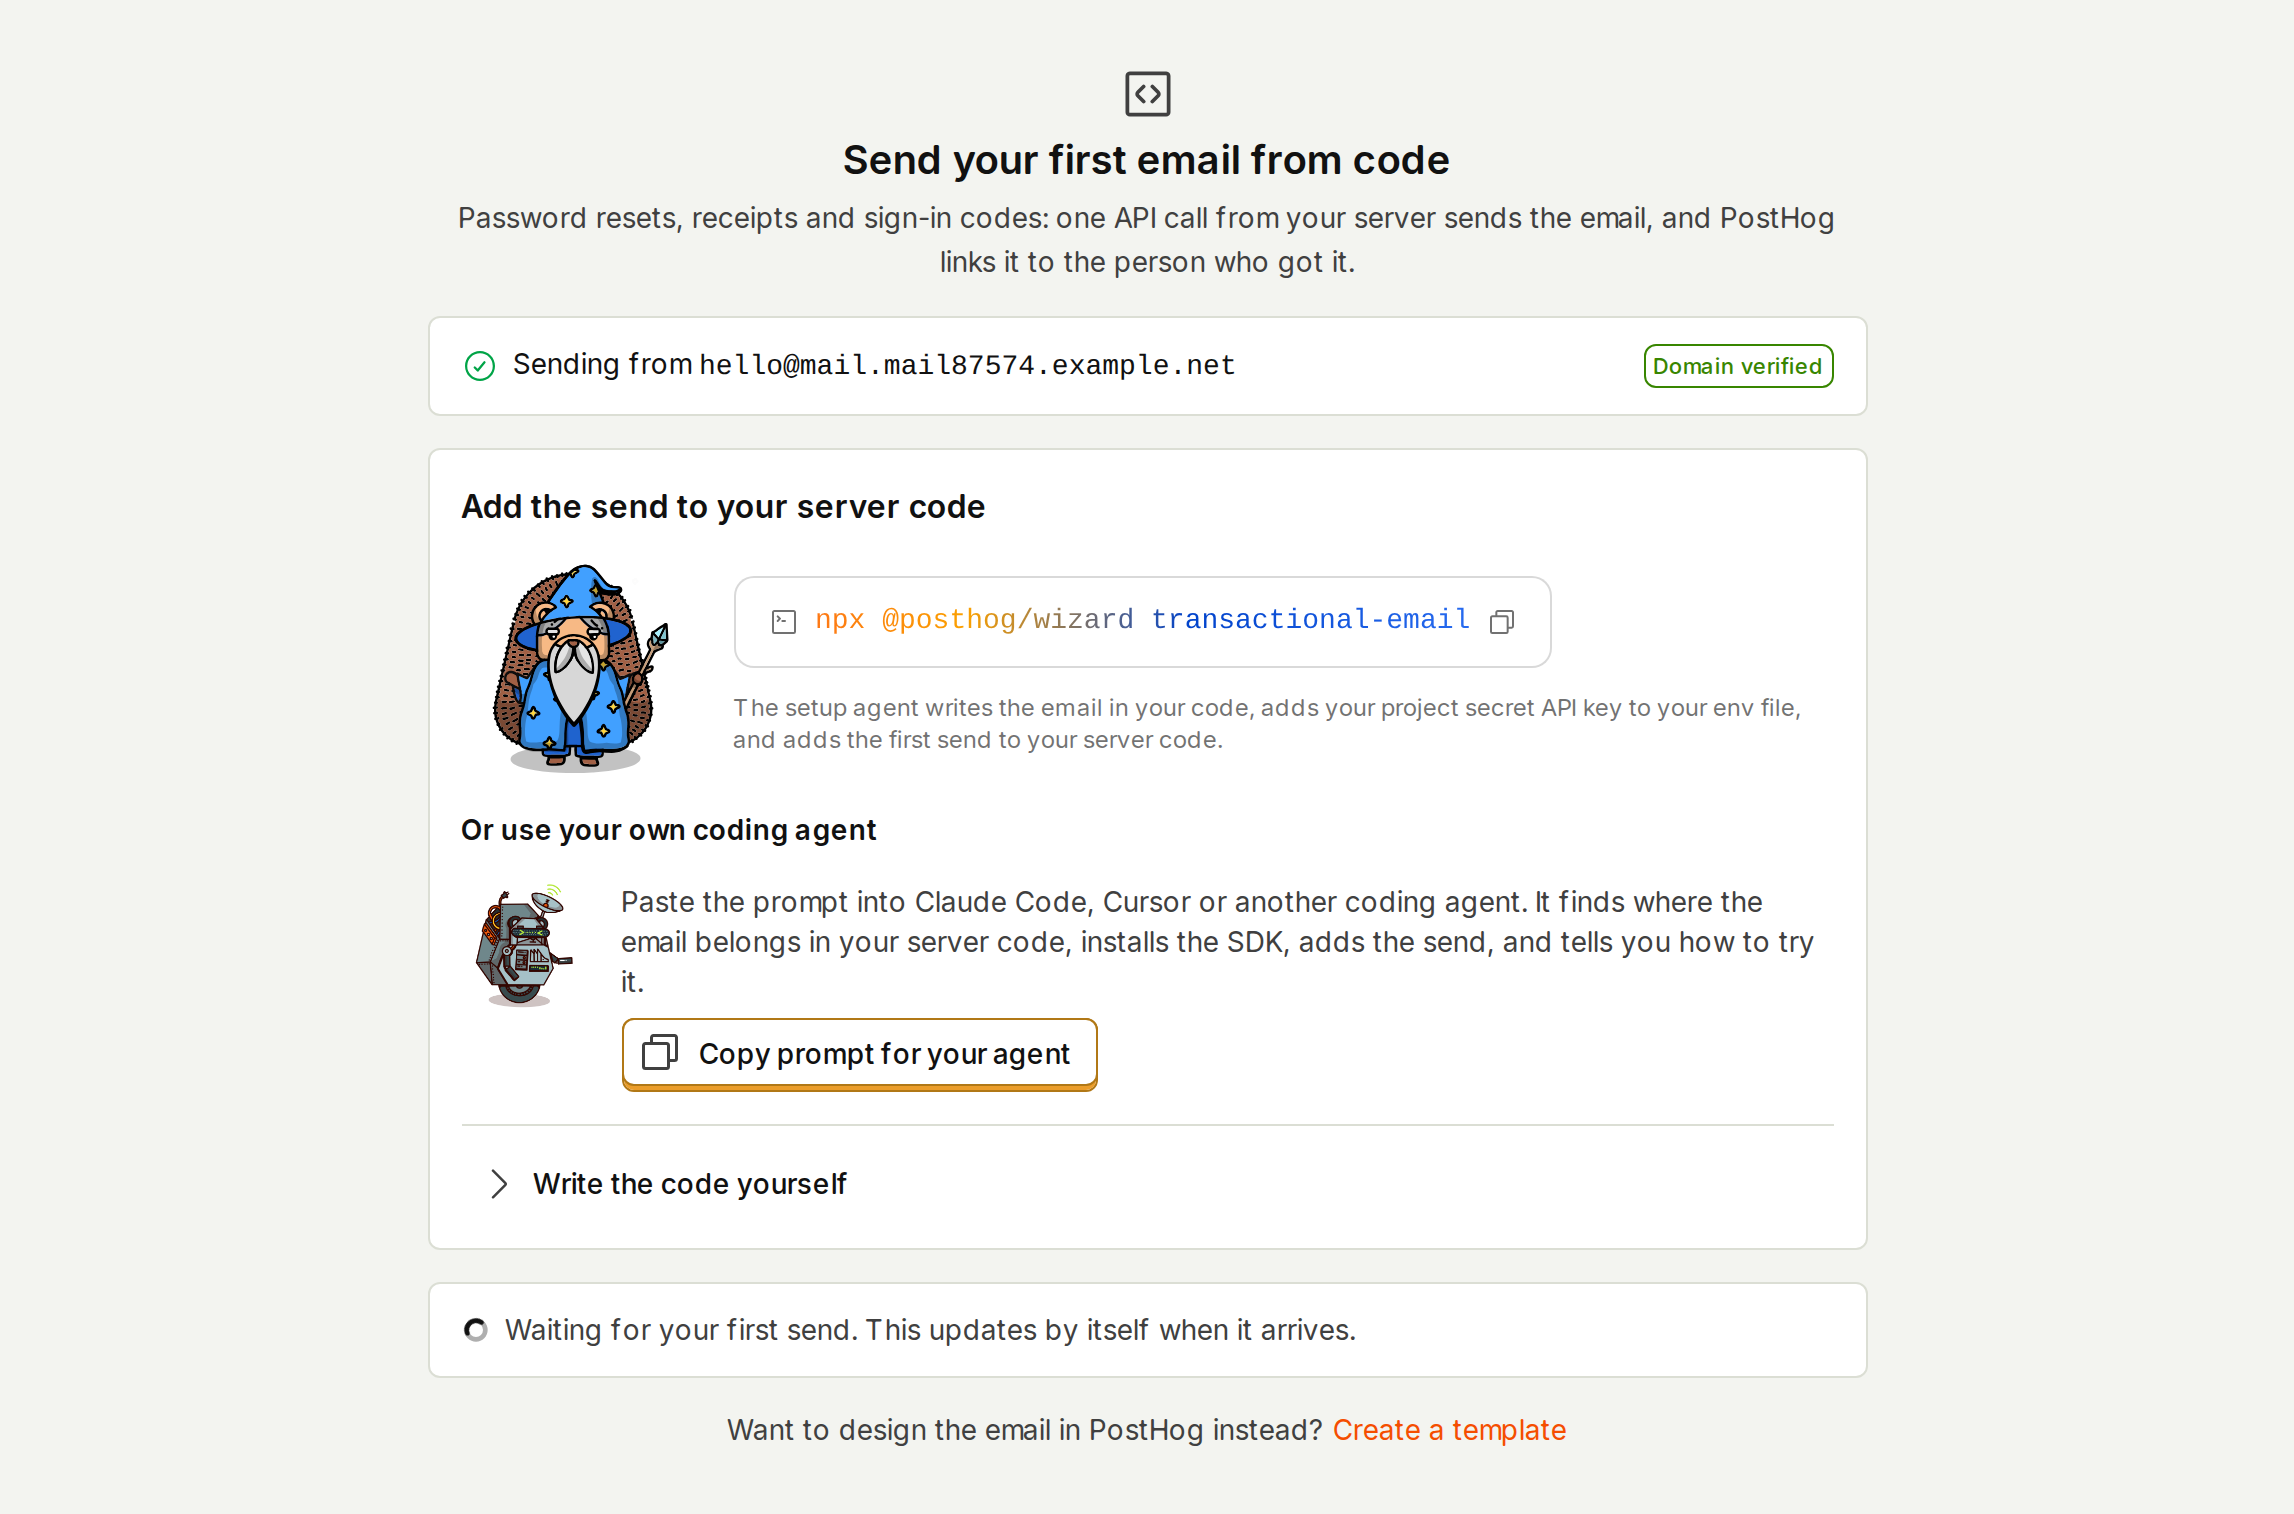 Send your first email from code
Password resets, receipts and sign-in codes: one API call from your server sends the email, and PostHog
links it to the person who got it.
Sending from hello@mail.mail87574.example.net
Domain verified
Add the send to your server code
npx @posthog/wizard transactional-email
The setup agent writes the email in your code, adds your project secret API key to your env file,
and adds the first send to your server code.
Or use your own coding agent
Paste the prompt into Claude Code, Cursor or another coding agent. It finds where the
email belongs in your server code, installs the SDK, adds the send, and tells you how to try
it.
Copy prompt for your agent
Write the code yourself
Waiting for your first send. This updates by itself when it arrives.
Want to design the email in PostHog instead? Create a template